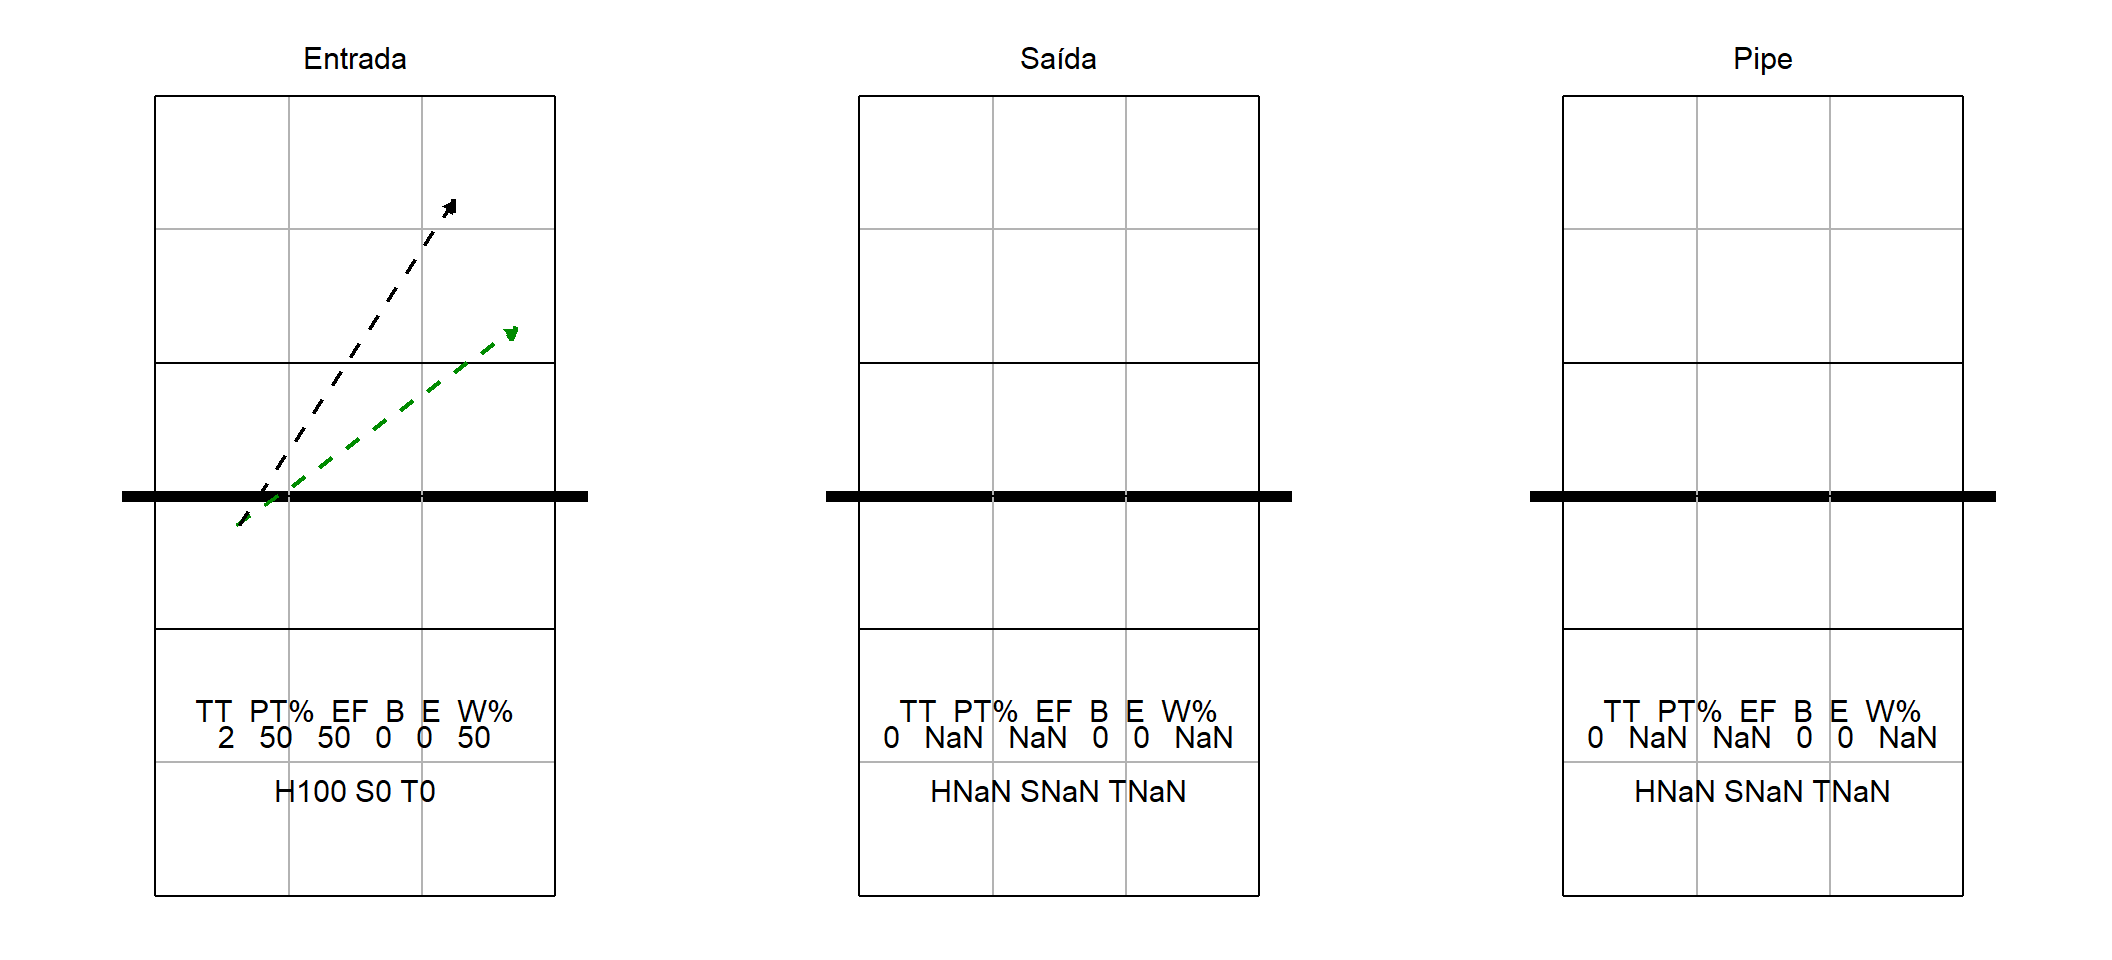 Entrada
TT PT% EF B E W%
2 50 50 0 0 50
H100 S0 T0
Saída
TT PT% EF B E W%
0 NaN NaN 0 0 NaN
HNaN SNaN TNaN
Pipe
TT PT% EF B E W%
0 NaN NaN 0 0 NaN
HNaN SNaN TNaN